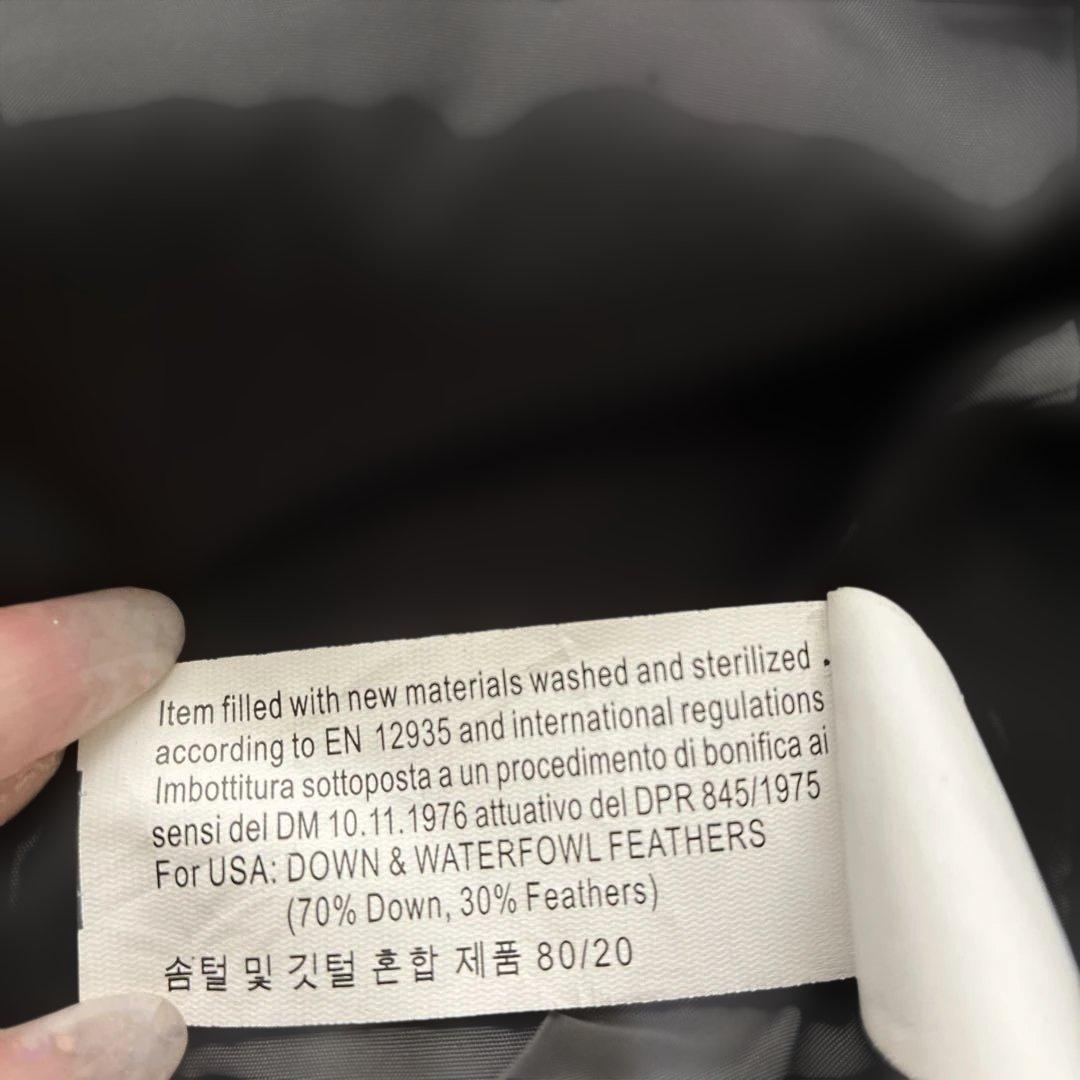 Item filled with new materials washed and sterilized .
according to EN 12935 and international regulations
Imbottitura sottoposta a un procedimento di bonifica ai
sensi del DM 10.11.1976 attuativo del DPR 845/1975
For USA: DOWN & WATERFOWL FEATHERS
(70% Down, 30% Feathers)
솜털 및 깃털 혼합 제품 80/20